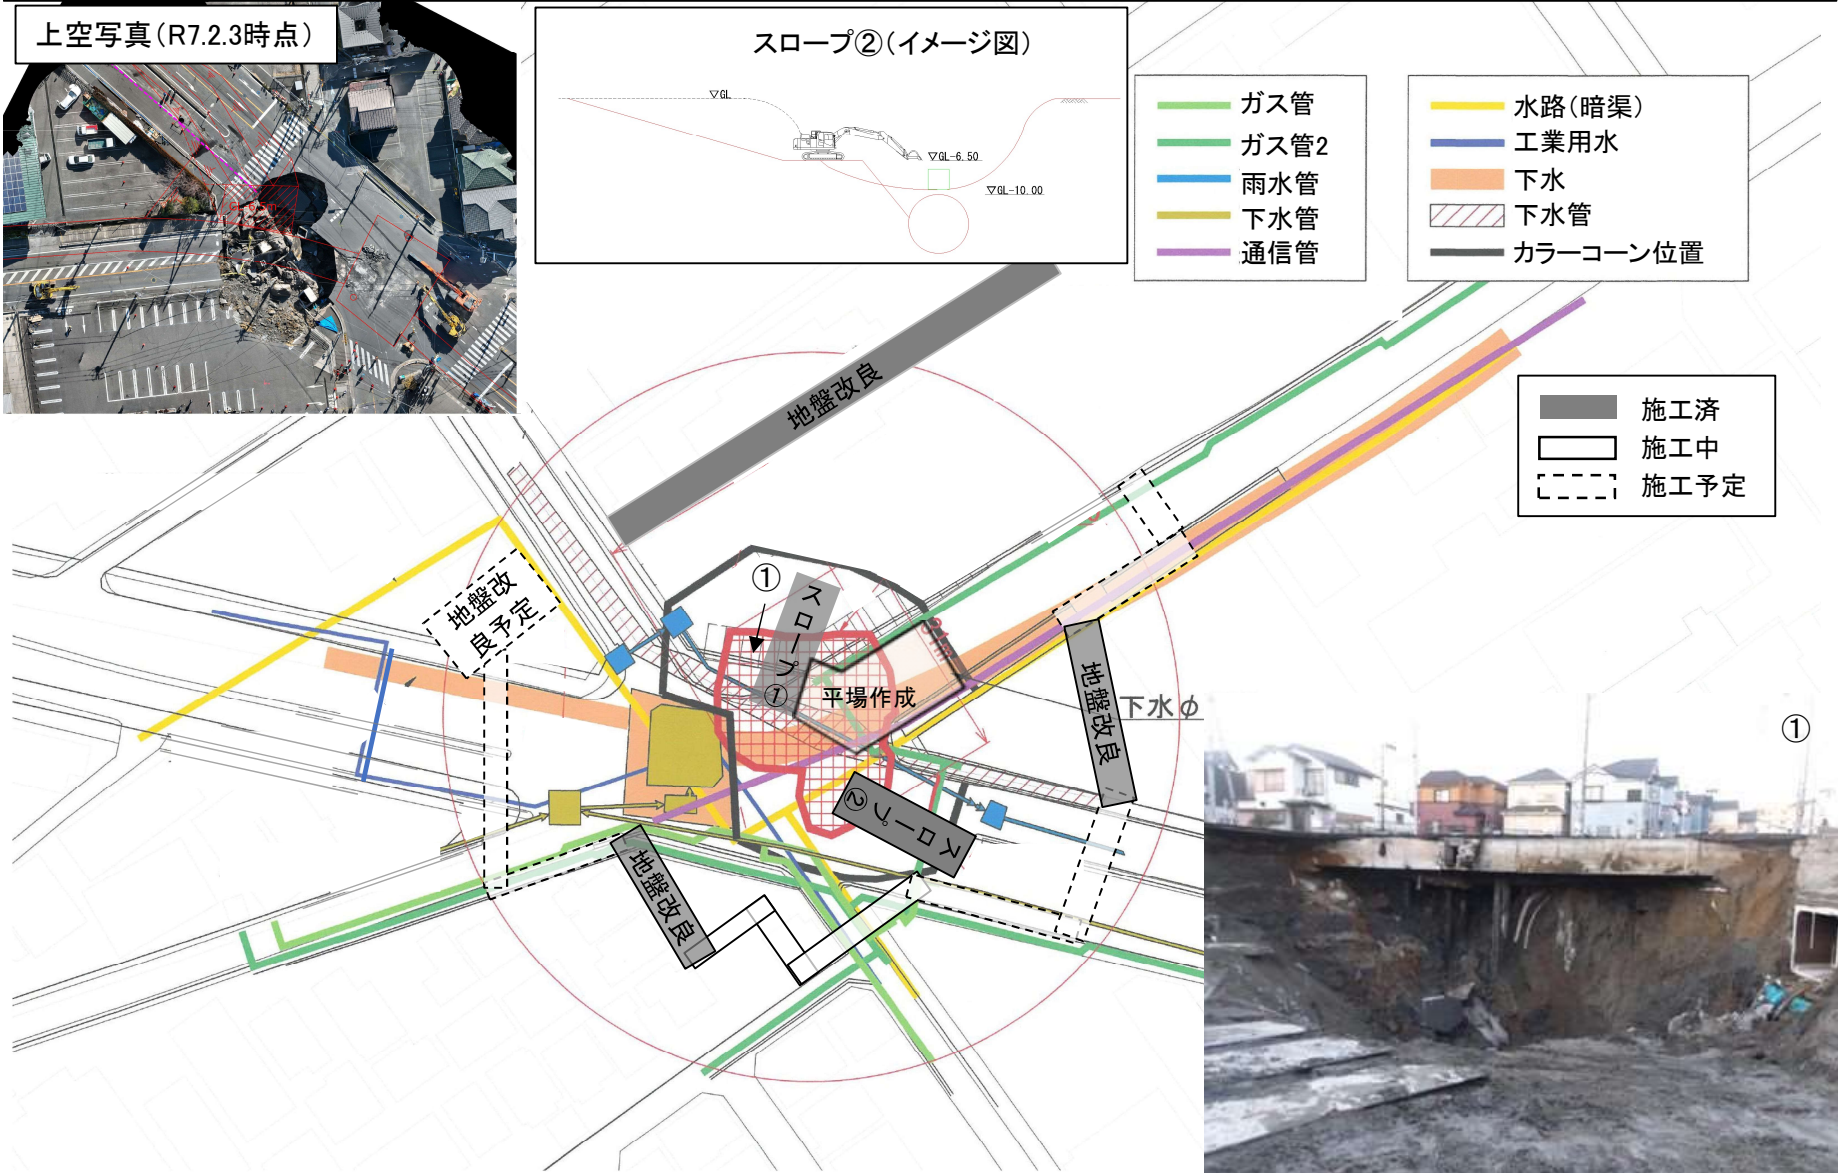 上空写真(R7.2.3時点)
スロープ②(イメージ図)
▽GL
▽GL-6.50
▽GL-10.00
ガス管
ガス管2
雨水管
下水管
通信管
水路(暗渠)
工業用水
下水
下水管
カラーコーン位置
施工済
施工中
施工予定
地盤改良
①
スロープ①
地盤改
良予定
平場作成
地盤改良
下水φ
スロープ②
地盤改良
①